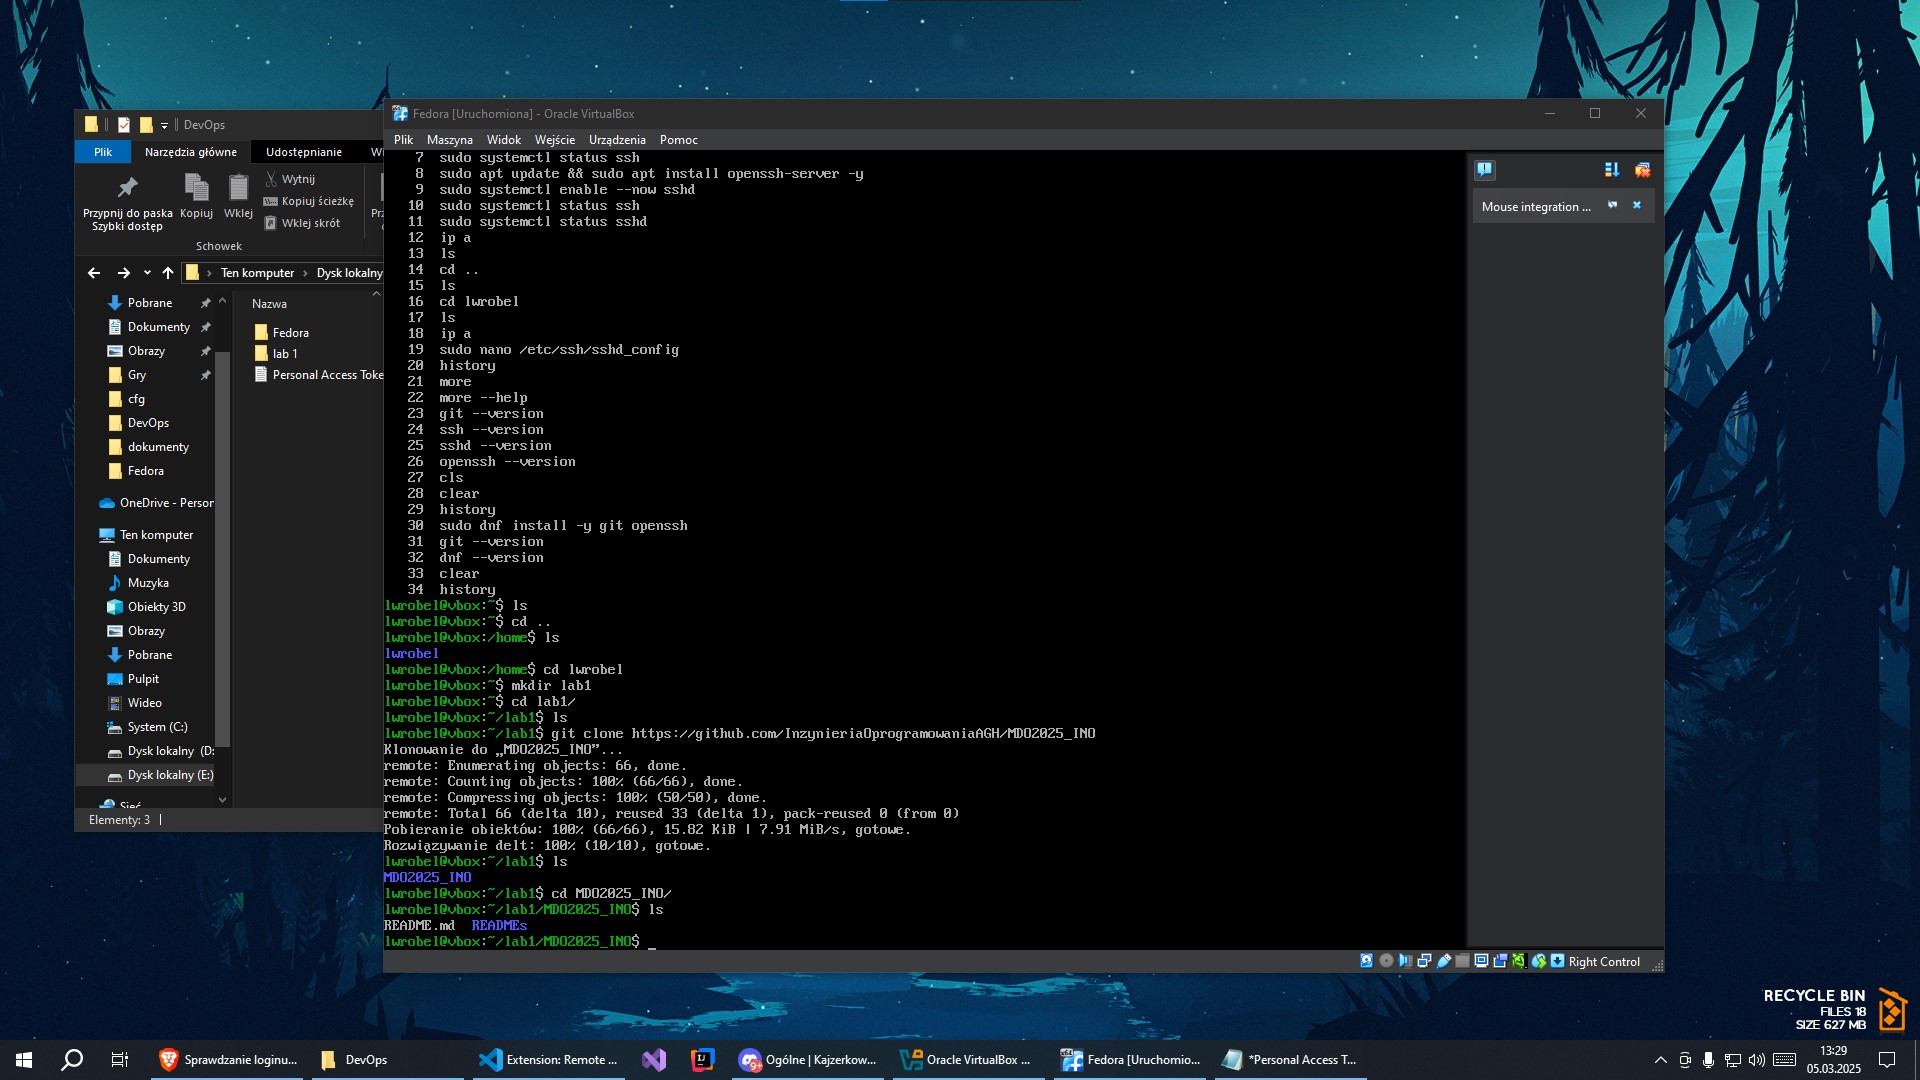 DevOps
Plik
Narzędzia główne
Udostępnianie
Wi
Przypnij do paska
Szybki dostęp
Kopiuj
Wklej
Wytnij
Kopiuj ścieżkę
Wklej skrót
Schowek
Ten komputer
Dysk lokalny
Pobrane
Dokumenty
Obrazy
Gry
cfg
DevOps
dokumenty
Fedora
OneDrive - Person
Ten komputer
Dokumenty
Muzyka
Obiekty 3D
Obrazy
Pobrane
Pulpit
Wideo
System (C:)
Dysk lokalny (D:
Dysk lokalny (E:)
Sieć
Nazwa
Fedora
lab 1
Personal Access Toke
Elementy: 3
Fedora [Uruchomiona] - Oracle VirtualBox
Plik Maszyna Widok Wejście Urządzenia Pomoc
7 sudo systemctl status ssh
8 sudo apt update && sudo apt install openssh-server -y
9 sudo systemctl enable --now sshd
10 sudo systemctl status ssh
11 sudo systemctl status sshd
12 ip a
13 ls
14 cd ..
15 ls
16 cd lwrobel
17 ls
18 ip a
19 sudo nano /etc/ssh/sshd_config
20 history
21 more
22 more --help
23 git --version
24 ssh --version
25 sshd --version
26 openssh --version
27 cls
28 clear
29 history
30 sudo dnf install -y git openssh
31 git --version
32 dnf --version
33 clear
34 history
lwrobel@vbox:~$ ls
lwrobel@vbox:~$ cd ..
lwrobel@vbox:/home$ ls
lwrobel
lwrobel@vbox:/home$ cd lwrobel
lwrobel@vbox:~$ mkdir lab1
lwrobel@vbox:~$ cd lab1/
lwrobel@vbox:~/lab1$ ls
lwrobel@vbox:~/lab1$ git clone https://github.com/InzynieriaOprogramowaniaAGH/MDO2025_INO
Klonowanie do „MDO2025_INO”...
remote: Enumerating objects: 66, done.
remote: Counting objects: 100% (66/66), done.
remote: Compressing objects: 100% (50/50), done.
remote: Total 66 (delta 10), reused 33 (delta 1), pack-reused 0 (from 0)
Pobieranie obiektów: 100% (66/66), 15.82 KiB | 7.91 MiB/s, gotowe.
Rozwiązywanie delt: 100% (10/10), gotowe.
lwrobel@vbox:~/lab1$ ls
MDO2025_INO
lwrobel@vbox:~/lab1$ cd MDO2025_INO/
lwrobel@vbox:~/lab1/MDO2025_INO$ ls
README.md READMEs
lwrobel@vbox:~/lab1/MDO2025_INO$ _
Mouse integration ...
Right Control
RECYCLE BIN
FILES 18
SIZE 627 MB
Sprawdzanie loginu...
DevOps
Extension: Remote ...
Ogólne | Kajzerkow...
Oracle VirtualBox ...
Fedora [Uruchomio...
*Personal Access T...
13:29
05.03.2025